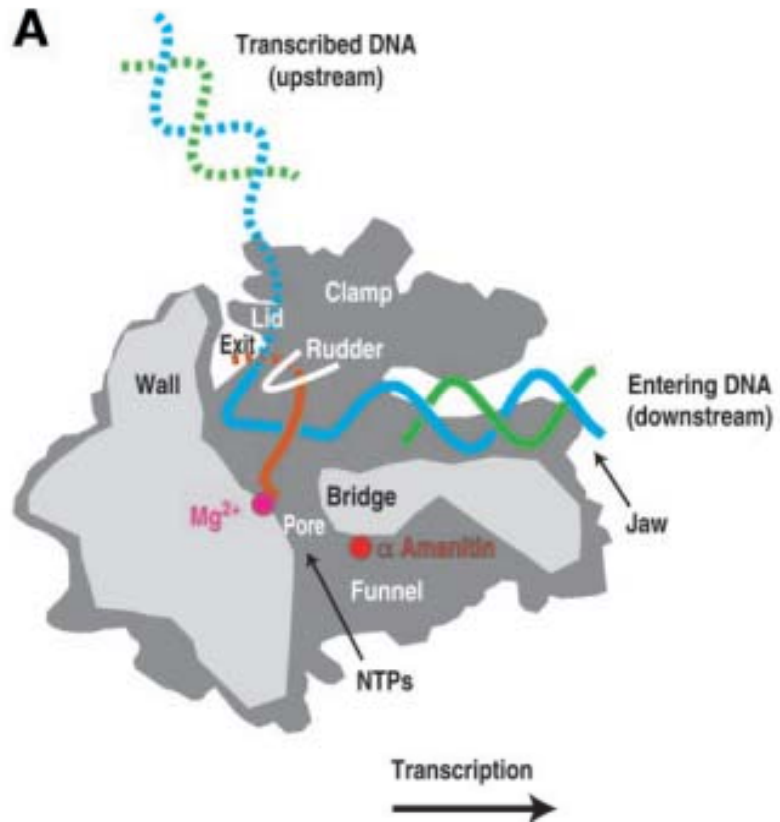 A
Transcribed DNA
(upstream)
Clamp
Lid
Exit
Rudder
Wall
Entering DNA
(downstream)
Bridge
Mg²⁺
Pore
Jaw
α Amanitin
Funnel
NTPs
Transcription